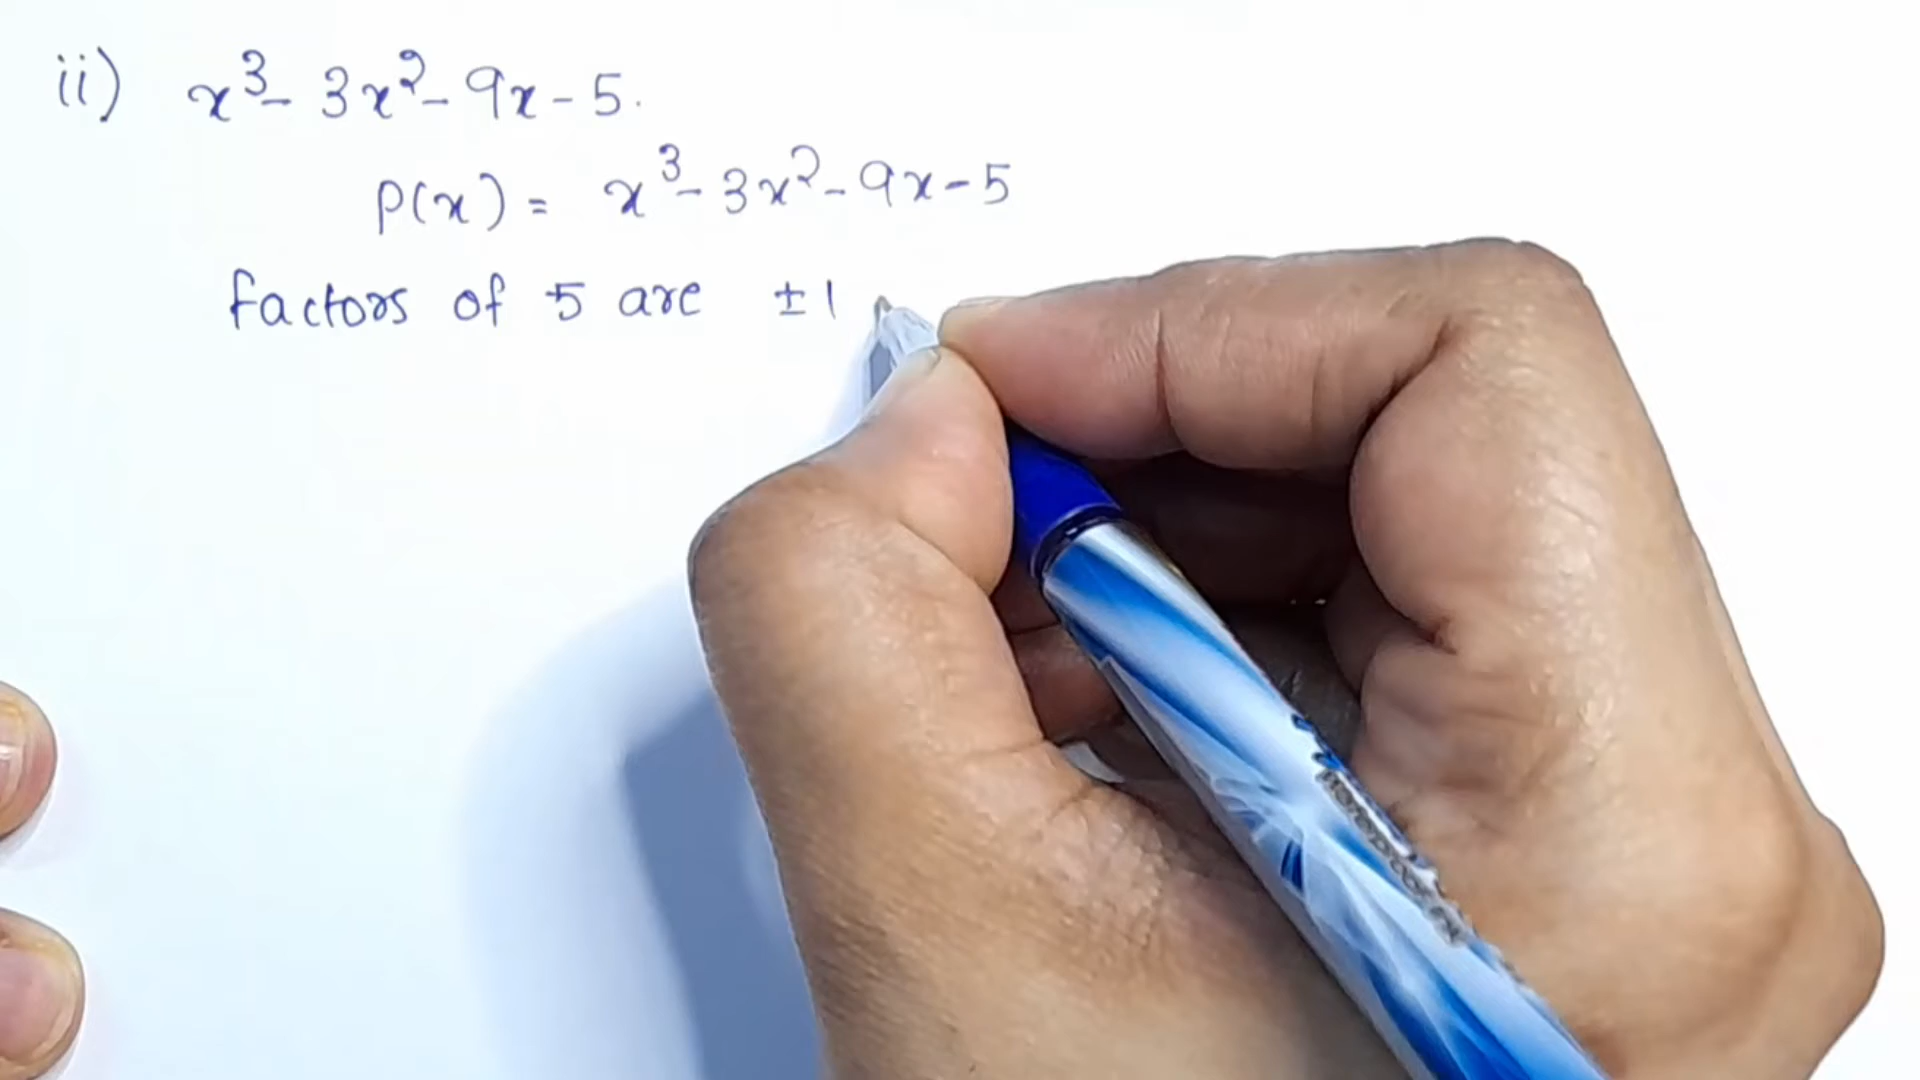 ii) x³- 3x²- 9x - 5.
P(x) = x³- 3x²- 9x - 5
factors of 5 are ±1